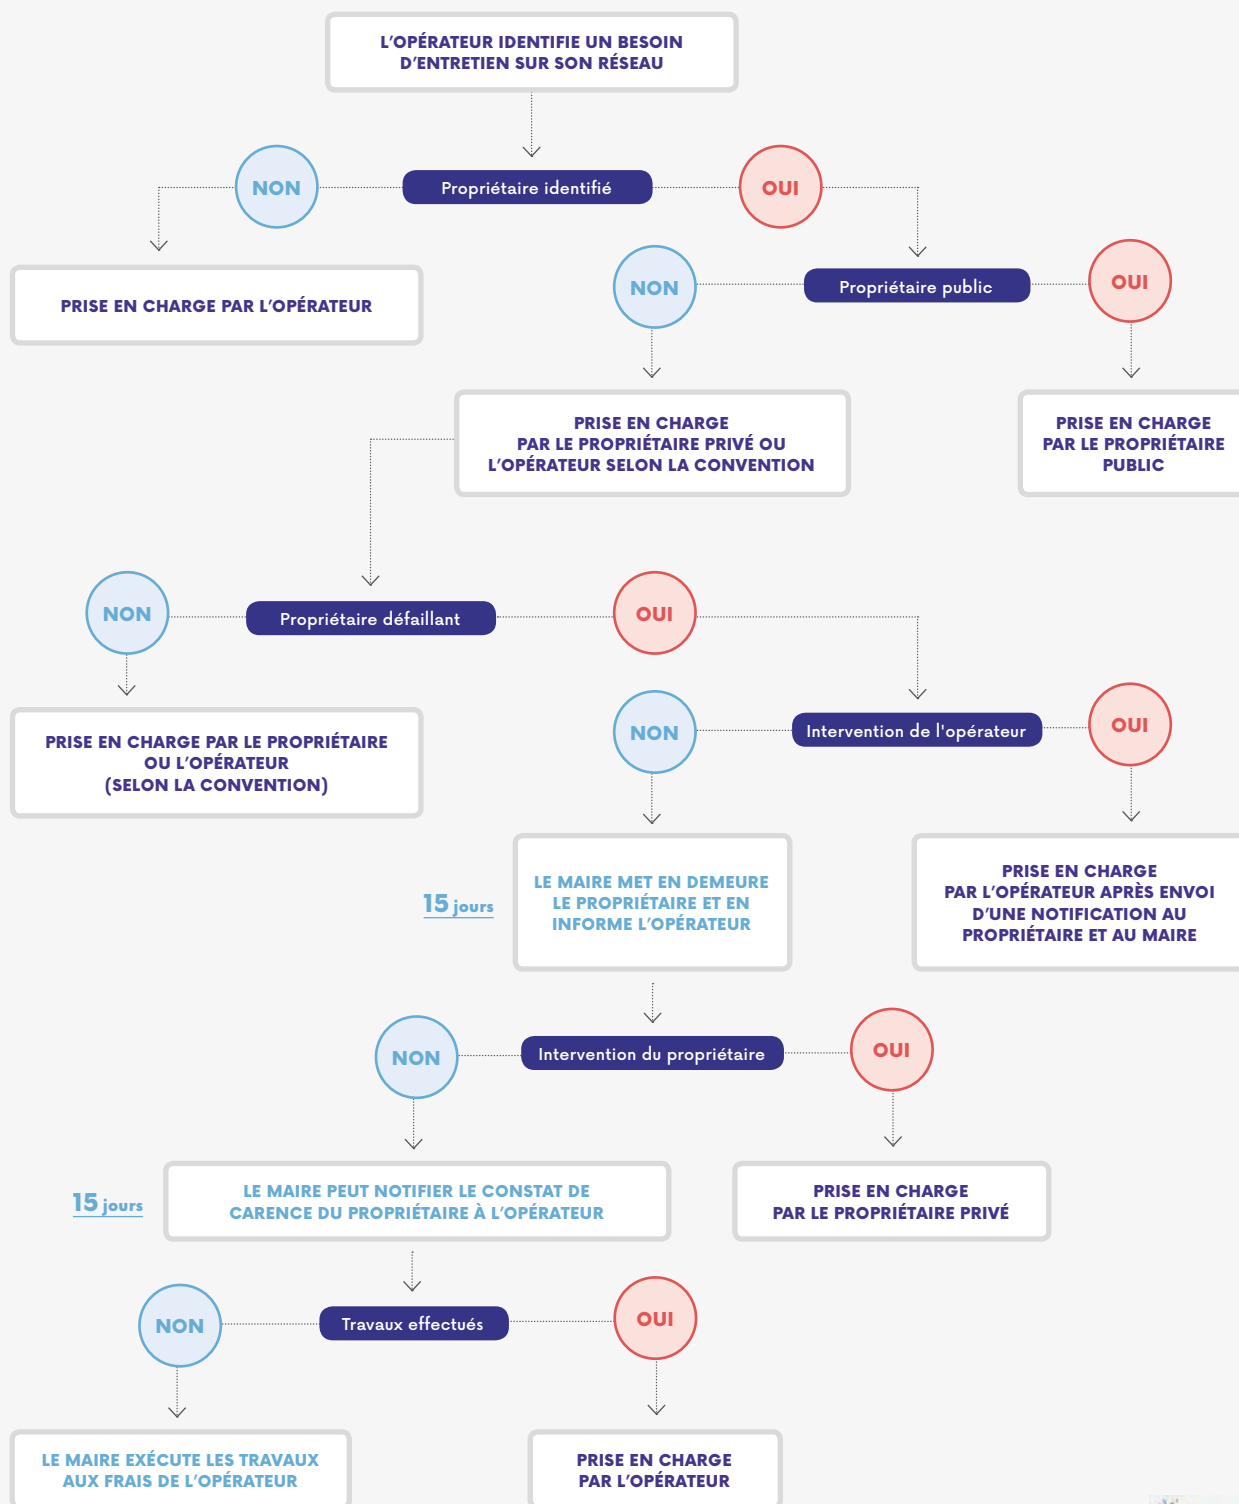 L'OPÉRATEUR IDENTIFIE UN BESOIN
D'ENTRETIEN SUR SON RÉSEAU
NON
Propriétaire identifié
OUI
PRISE EN CHARGE PAR L'OPÉRATEUR
NON
Propriétaire public
OUI
PRISE EN CHARGE
PAR LE PROPRIÉTAIRE PRIVÉ OU
L'OPÉRATEUR SELON LA CONVENTION
PRISE EN CHARGE
PAR LE PROPRIÉTAIRE
PUBLIC
NON
Propriétaire défaillant
OUI
PRISE EN CHARGE PAR LE PROPRIÉTAIRE
OU L'OPÉRATEUR
(SELON LA CONVENTION)
NON
Intervention de l'opérateur
OUI
15 jours
LE MAIRE MET EN DEMEURE
LE PROPRIÉTAIRE ET EN
INFORME L'OPÉRATEUR
PRISE EN CHARGE
PAR L'OPÉRATEUR APRÈS ENVOI
D'UNE NOTIFICATION AU
PROPRIÉTAIRE ET AU MAIRE
NON
Intervention du propriétaire
OUI
15 jours
LE MAIRE PEUT NOTIFIER LE CONSTAT DE
CARENCE DU PROPRIÉTAIRE À L'OPÉRATEUR
PRISE EN CHARGE
PAR LE PROPRIÉTAIRE PRIVÉ
NON
Travaux effectués
OUI
LE MAIRE EXÉCUTE LES TRAVAUX
AUX FRAIS DE L'OPÉRATEUR
PRISE EN CHARGE
PAR L'OPÉRATEUR